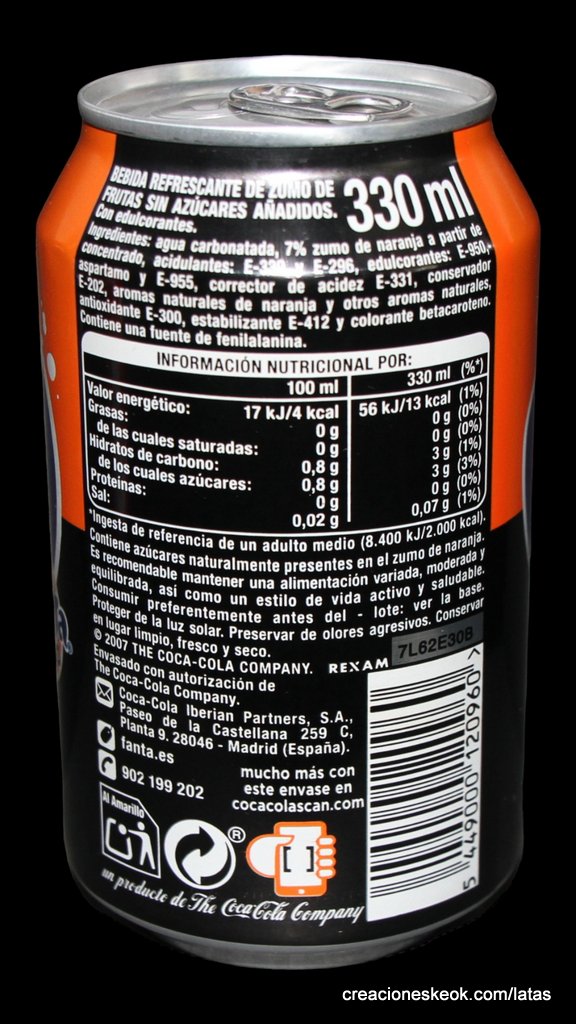 BEBIDA REFRESCANTE DE ZUMO DE
FRUTAS SIN AZÚCARES AÑADIDOS.
330 ml
Con edulcorantes.
Ingredientes: agua carbonatada, 7% zumo de naranja a partir de
concentrado, acidulantes: E-330 y E-296, edulcorantes: E-950,
aspartamo y E-955, corrector de acidez E-331, conservador
E-202, aromas naturales de naranja y otros aromas naturales,
antioxidante E-300, estabilizante E-412 y colorante betacaroteno.
Contiene una fuente de fenilalanina.
INFORMACIÓN NUTRICIONAL POR:
100 ml 330 ml (%*)
Valor energético: 17 kJ/4 kcal 56 kJ/13 kcal (1%)
Grasas: 0 g 0 g (0%)
de las cuales saturadas: 0 g 0 g (0%)
Hidratos de carbono: 0,8 g 3 g (1%)
de los cuales azúcares: 0,8 g 3 g (3%)
Proteínas: 0 g 0 g (0%)
Sal: 0,02 g 0,07 g (1%)
*Ingesta de referencia de un adulto medio (8.400 kJ/2.000 kcal).
Contiene azúcares naturalmente presentes en el zumo de naranja.
Es recomendable mantener una alimentación variada, moderada y
equilibrada, así como un estilo de vida activo y saludable.
Consumir preferentemente antes del - lote: ver la base.
Proteger de la luz solar. Preservar de olores agresivos. Conservar
en lugar limpio, fresco y seco.
7L62E30B
© 2007 THE COCA-COLA COMPANY. REXAM
Envasado con autorización de
The Coca-Cola Company.
Coca-Cola Iberian Partners, S.A.,
Paseo de la Castellana 259 C,
Planta 9. 28046 - Madrid (España).
fanta.es
902 199 202
mucho más con
este envase en
cocacolascan.com
Al Amarillo
®
un producto de The Coca-Cola Company
5 449000 120960 >
creacioneskeok.com/latas